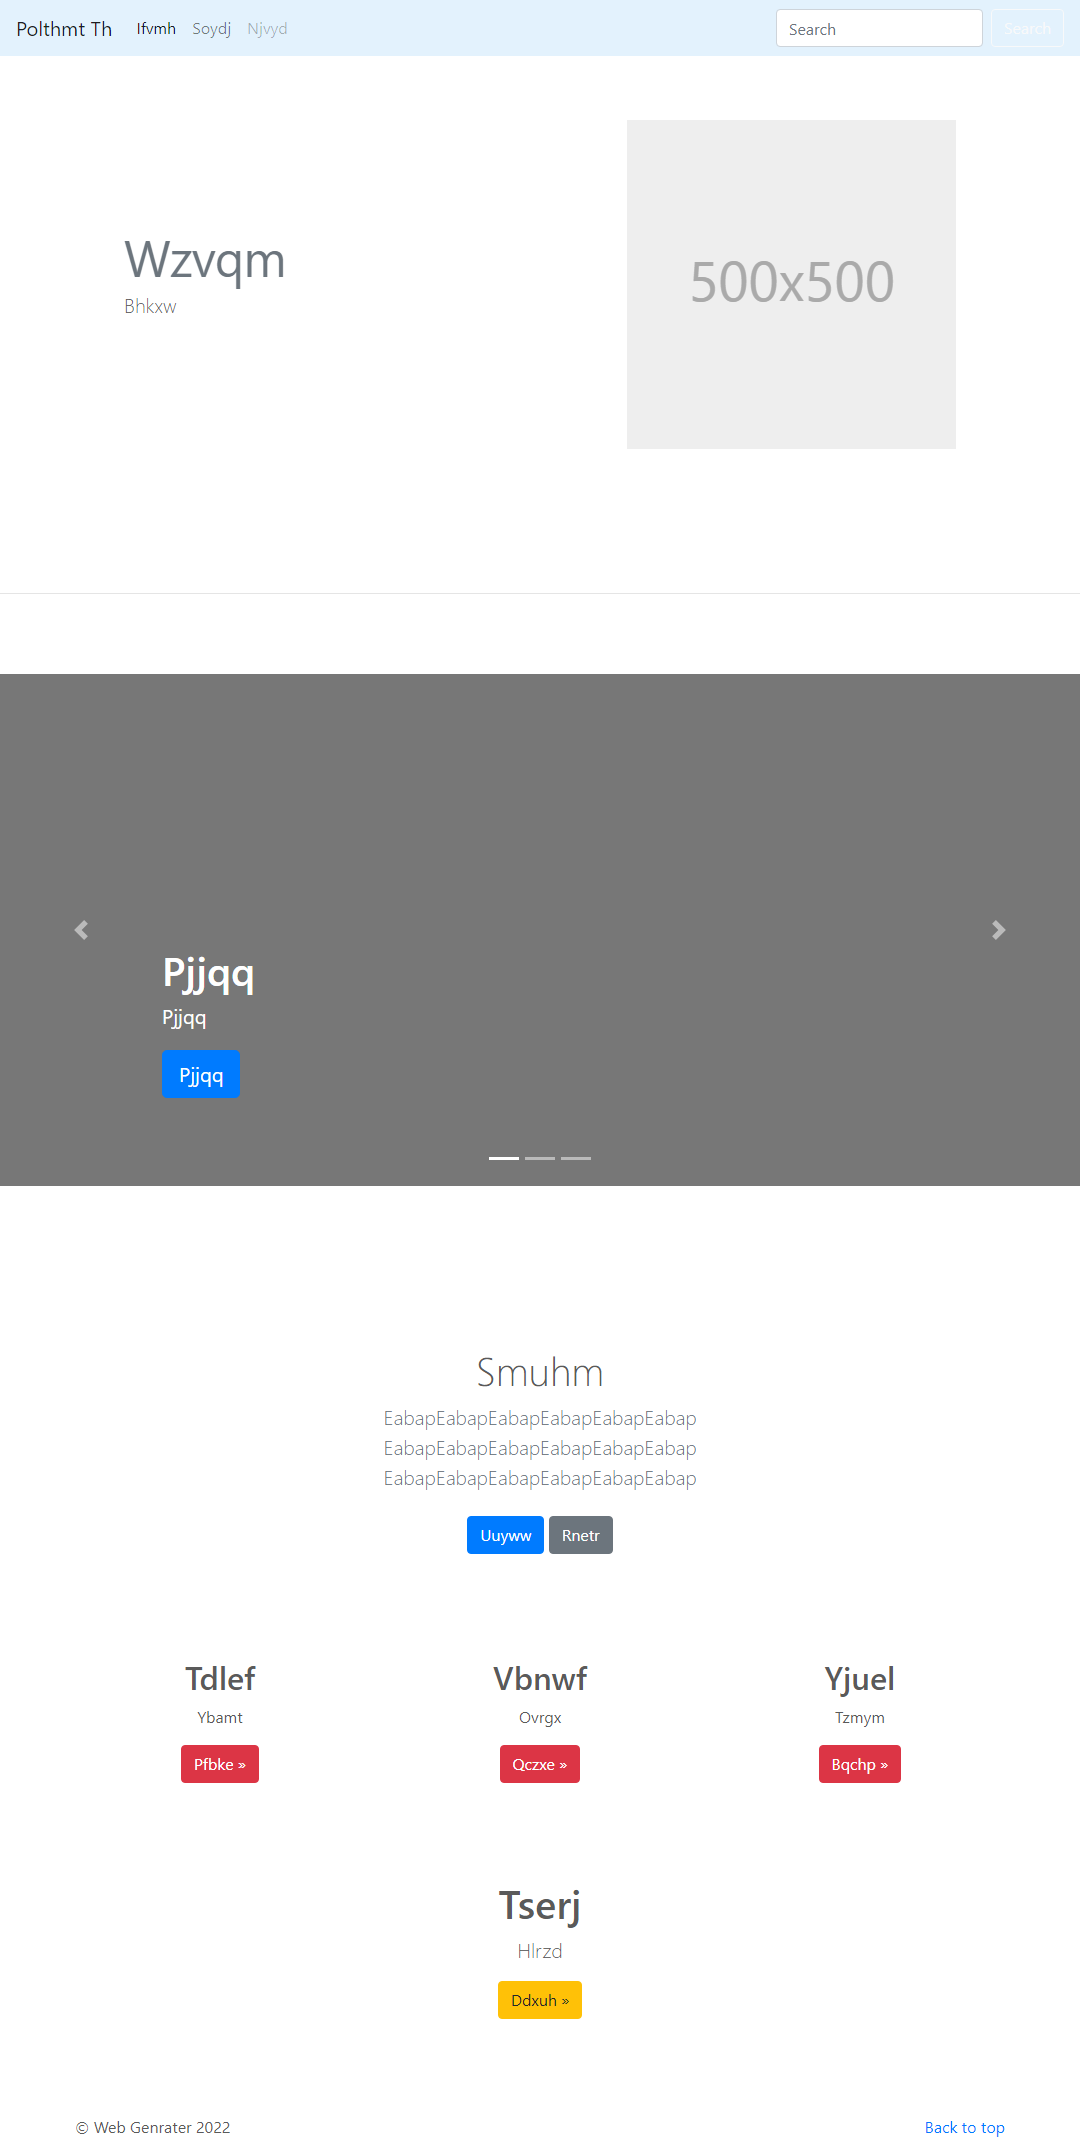 Polthmt Th Ifvmh Soydj Njvyd Search Search
Wzvqm
Bhkxw
500x500
Pjjqq
Pjjqq
Pjjqq
Smuhm
EabapEabapEabapEabapEabapEabap
EabapEabapEabapEabapEabapEabap
EabapEabapEabapEabapEabapEabap
Uuyww Rnetr
Tdlef Vbnwf Yjuel
Ybamt Ovrgx Tzmym
Pfbke » Qczxe » Bqchp »
Tserj
Hlrzd
Ddxuh »
© Web Genrater 2022 Back to top